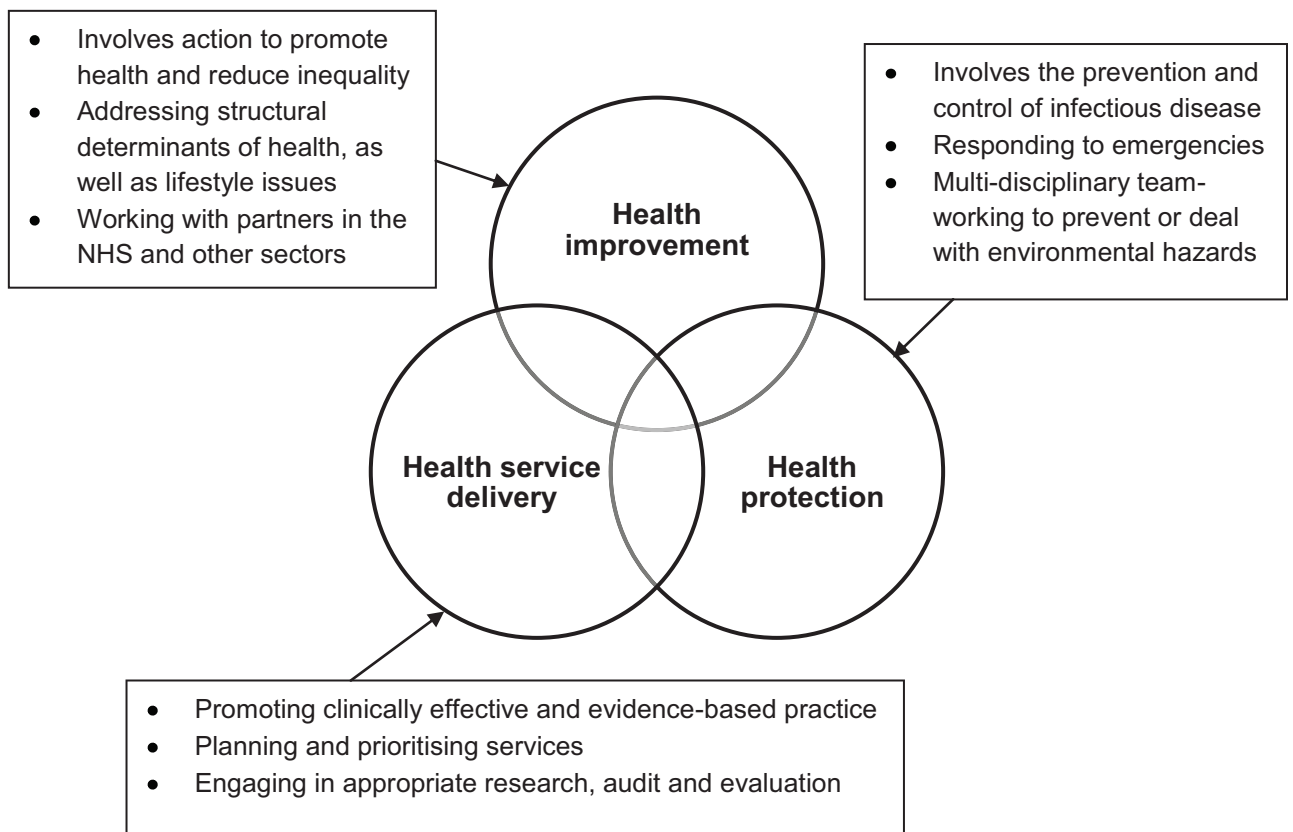 ● Involves action to promote
health and reduce inequality
● Addressing structural
determinants of health, as
well as lifestyle issues
● Working with partners in the
NHS and other sectors
● Involves the prevention and
control of infectious disease
● Responding to emergencies
● Multi-disciplinary team-
working to prevent or deal
with environmental hazards
Health
improvement
Health service
delivery
Health
protection
● Promoting clinically effective and evidence-based practice
● Planning and prioritising services
● Engaging in appropriate research, audit and evaluation